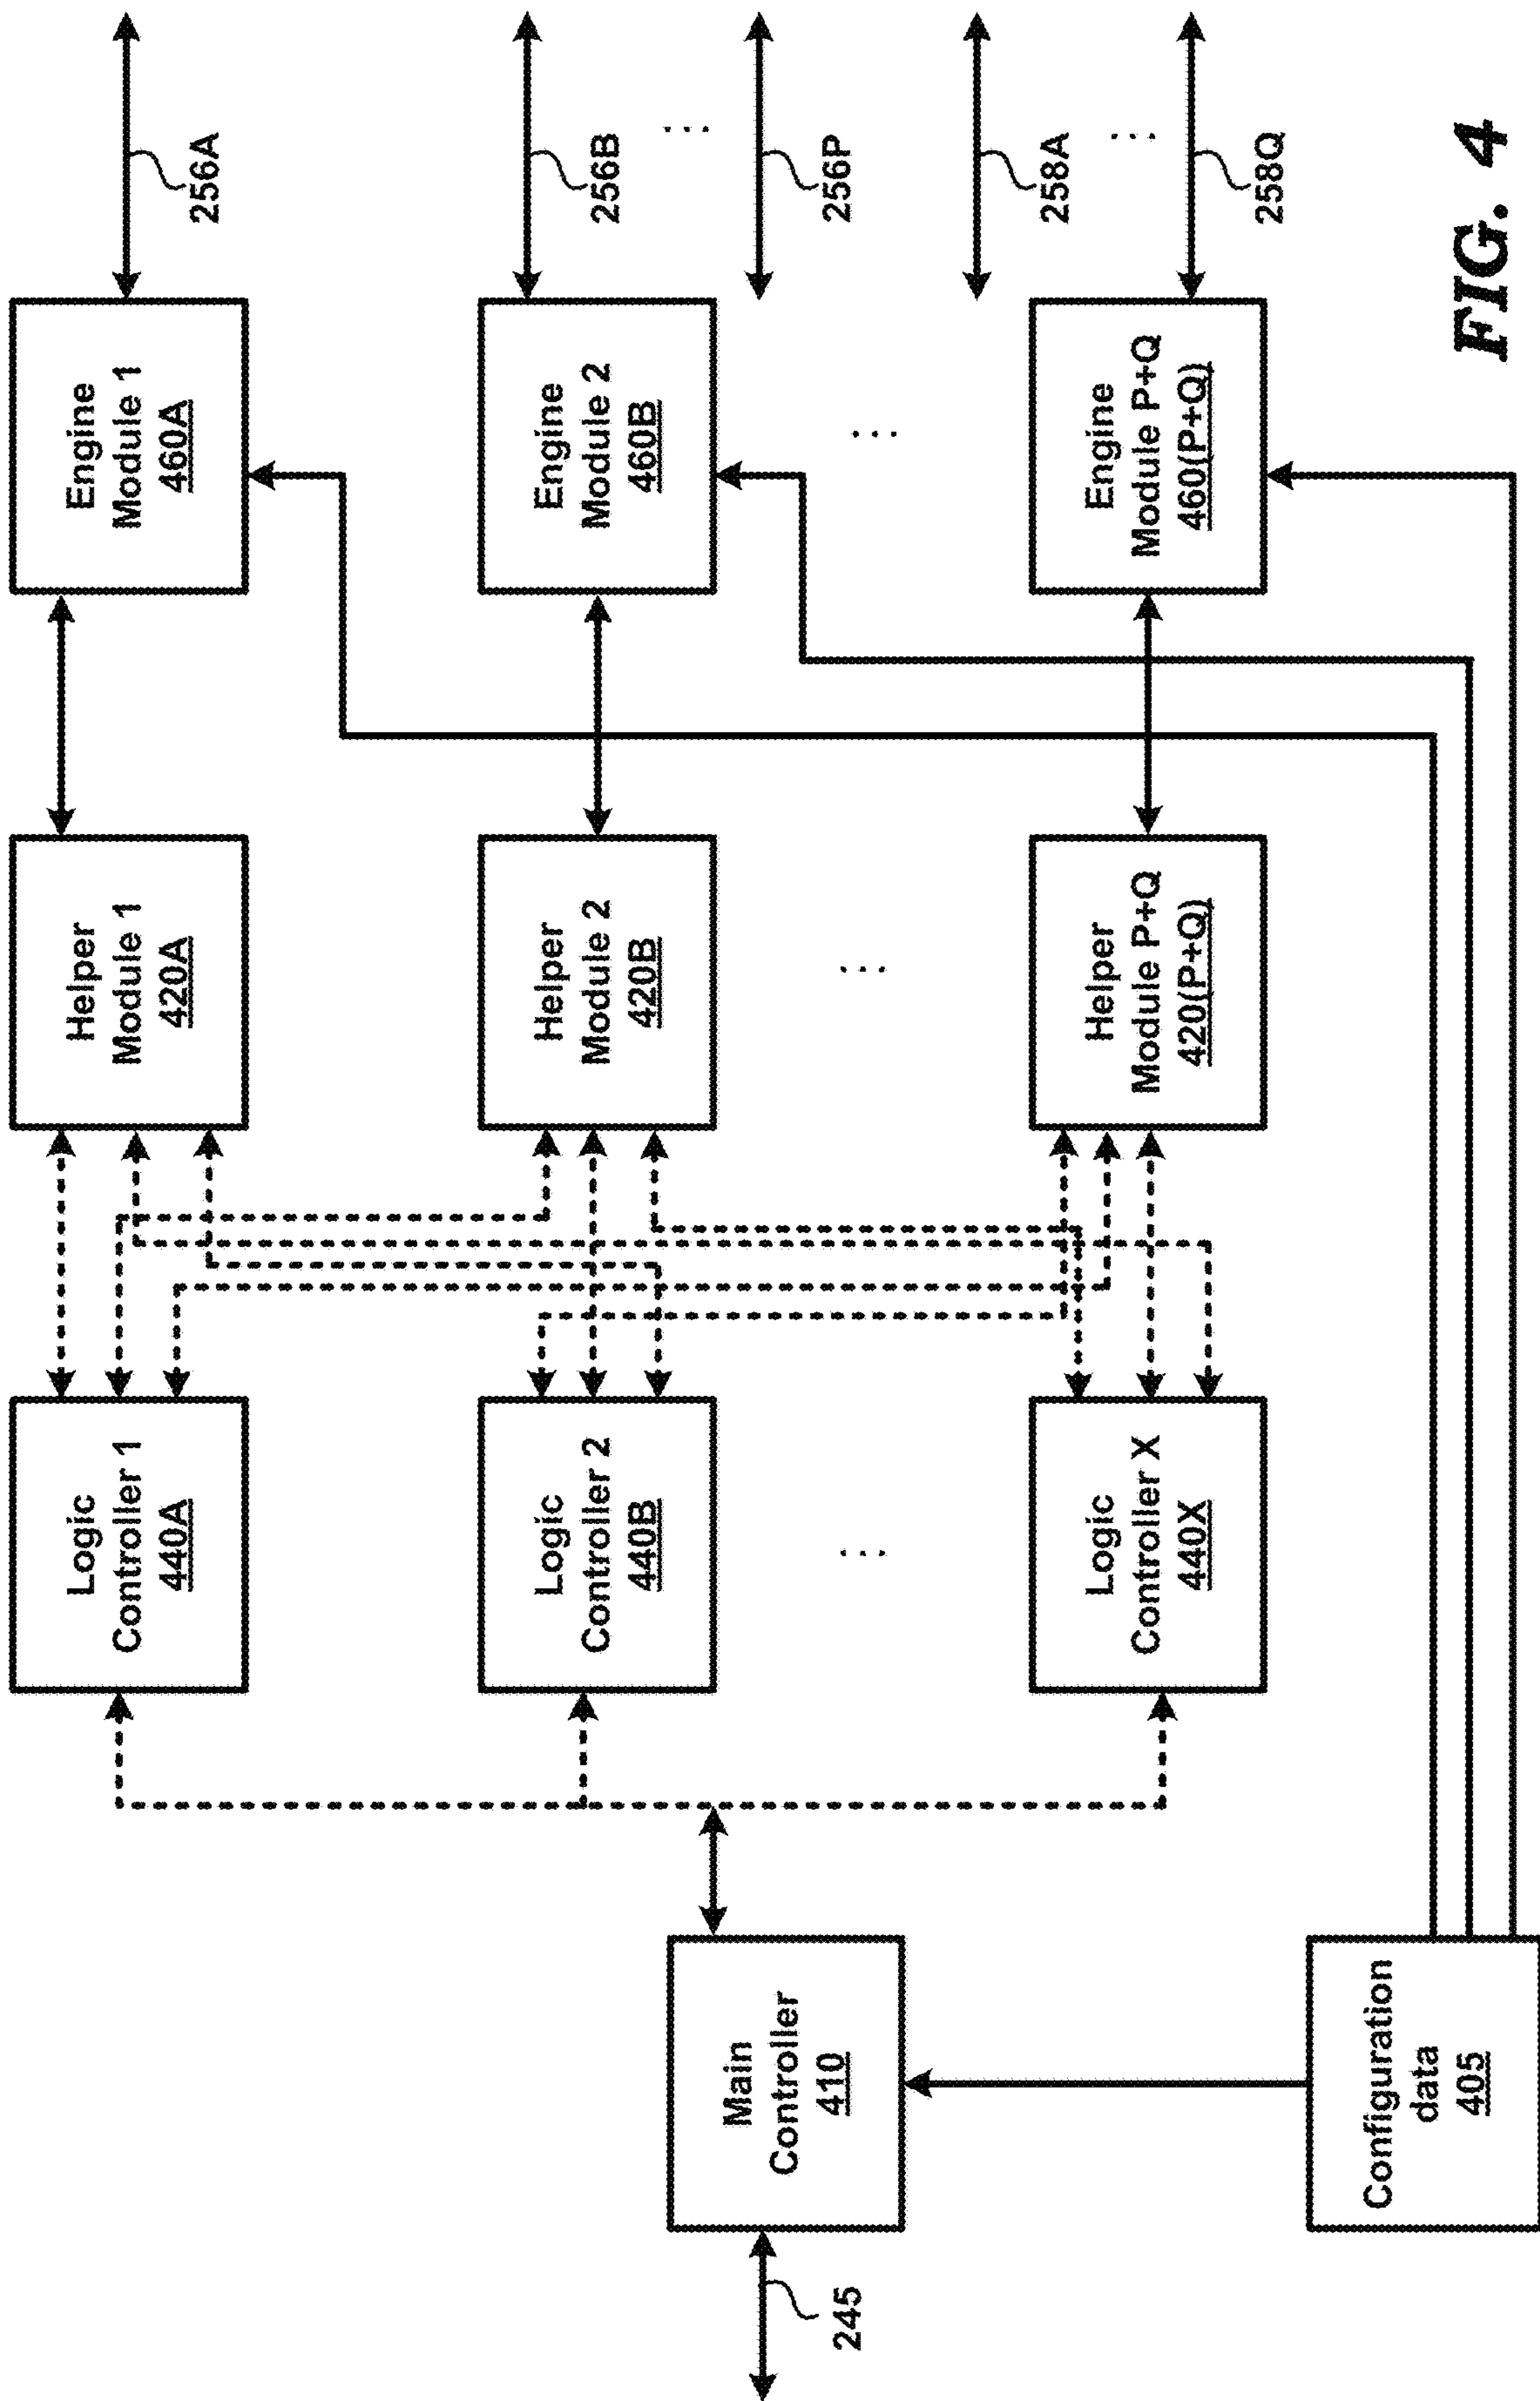 245
Main
Controller
410
Configuration
data
405
Logic
Controller 1
440A
Logic
Controller 2
440B
...
Logic
Controller X
440X
Helper
Module 1
420A
Helper
Module 2
420B
...
Helper
Module P+Q
420(P+Q)
Engine
Module 1
460A
Engine
Module 2
460B
...
Engine
Module P+Q
460(P+Q)
256A
256B
...
256P
258A
...
258Q
FIG. 4